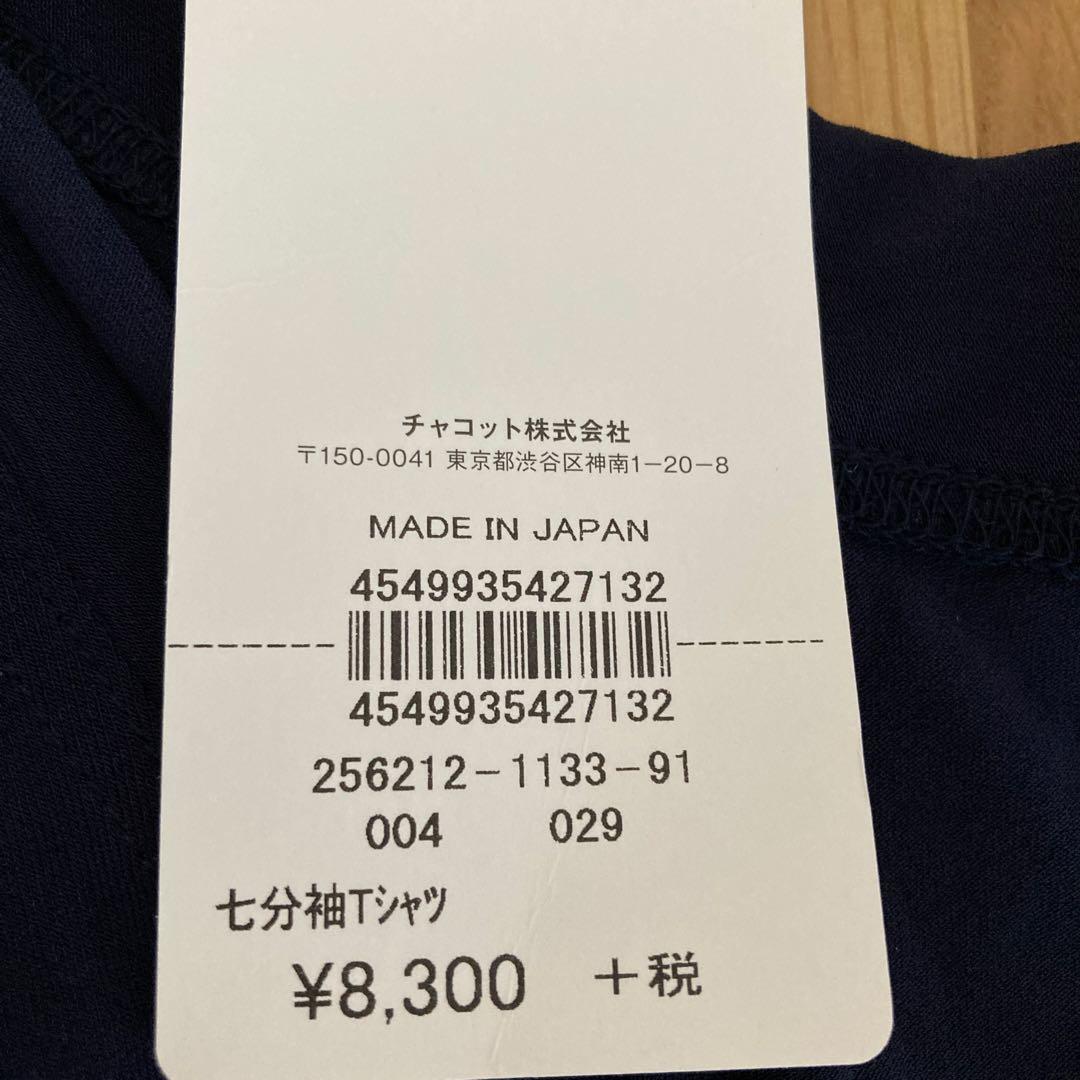 チャコット株式会社
〒150-0041 東京都渋谷区神南1-20-8
MADE IN JAPAN
4549935427132
4549935427132
256212-1133-91
004 029
七分袖Tシャツ
¥8,300 +税